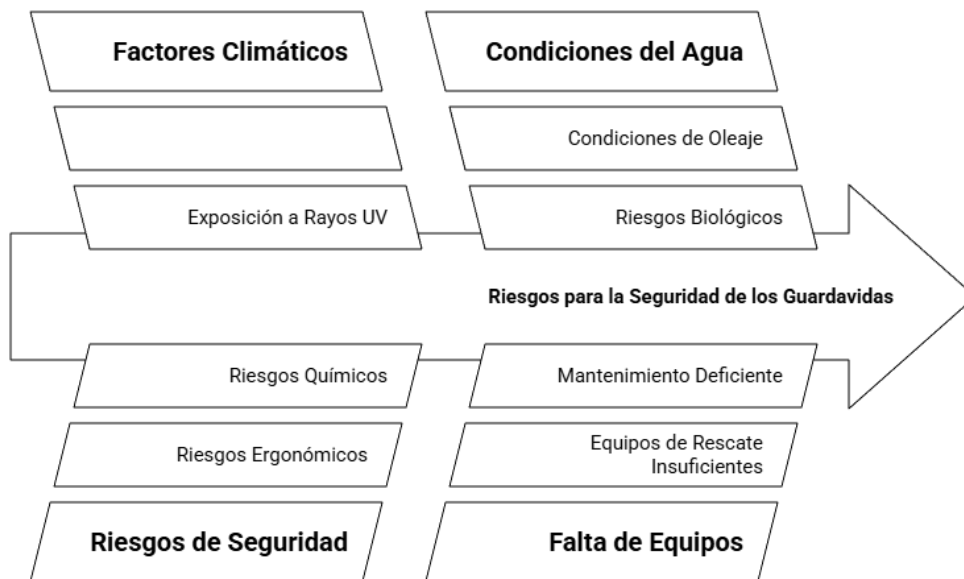 Factores Climáticos
Condiciones del Agua
Condiciones de Oleaje
Exposición a Rayos UV
Riesgos Biológicos
Riesgos para la Seguridad de los Guardavidas
Riesgos Químicos
Mantenimiento Deficiente
Riesgos Ergonómicos
Equipos de Rescate
Insuficientes
Riesgos de Seguridad
Falta de Equipos